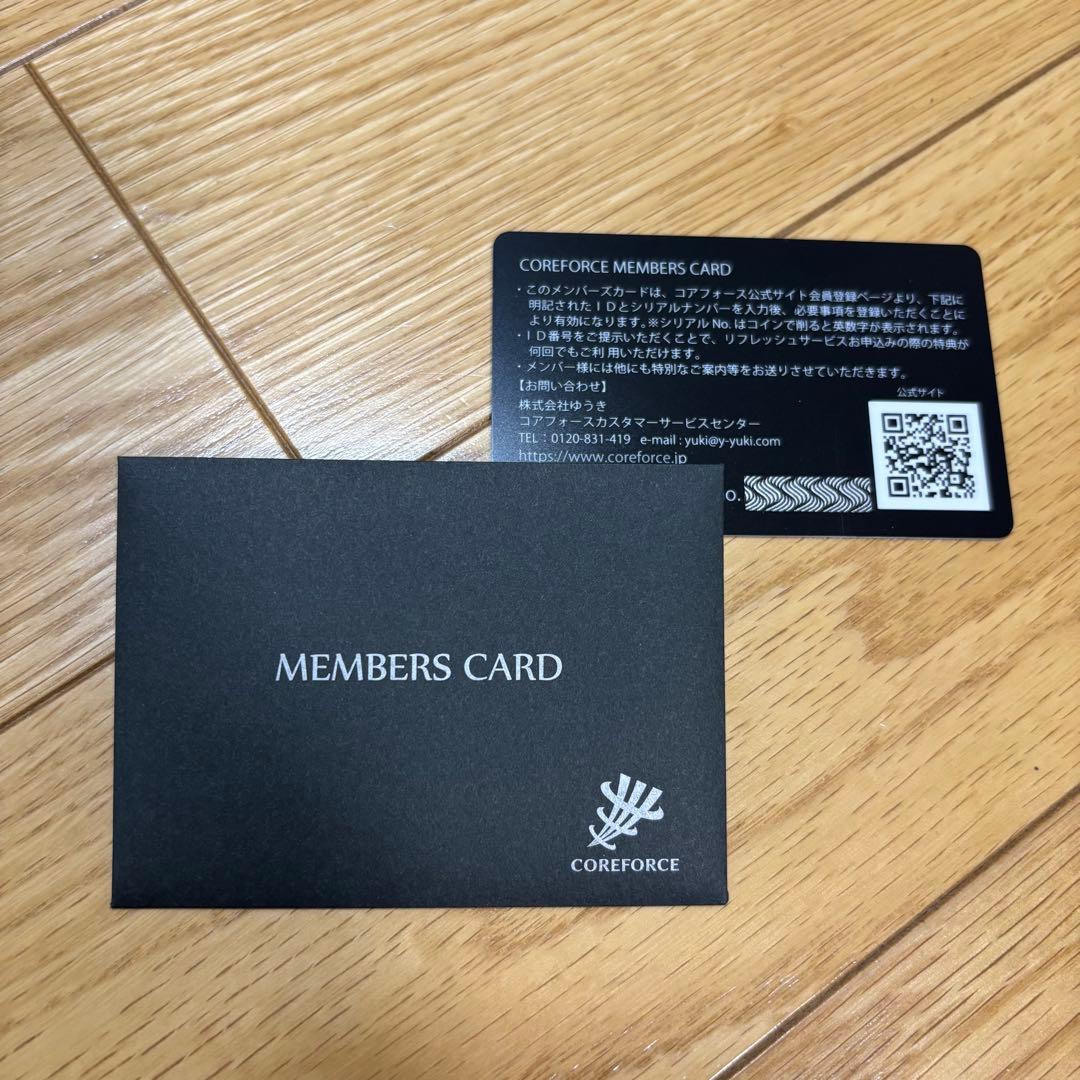 COREFORCE MEMBERS CARD
・このメンバーズカードは、コアフォース公式サイト会員登録ページより、下記に
明記されたIDとシリアルナンバーを入力後、必要事項を登録いただくことに
より有効になります。※シリアルNo.はコインで削ると英数字が表示されます。
・ID番号をご提示いただくことで、リフレッシュサービスお申込みの際の特典が
何回でもご利用いただけます。
・メンバー様には他にも特別なご案内等をお送りさせていただきます。
【お問い合わせ】
公式サイト
株式会社ゆうき
コアフォースカスタマーサービスセンター
TEL：0120-831-419 e-mail : yuki@y-yuki.com
https://www.coreforce.jp
o.
MEMBERS CARD
COREFORCE